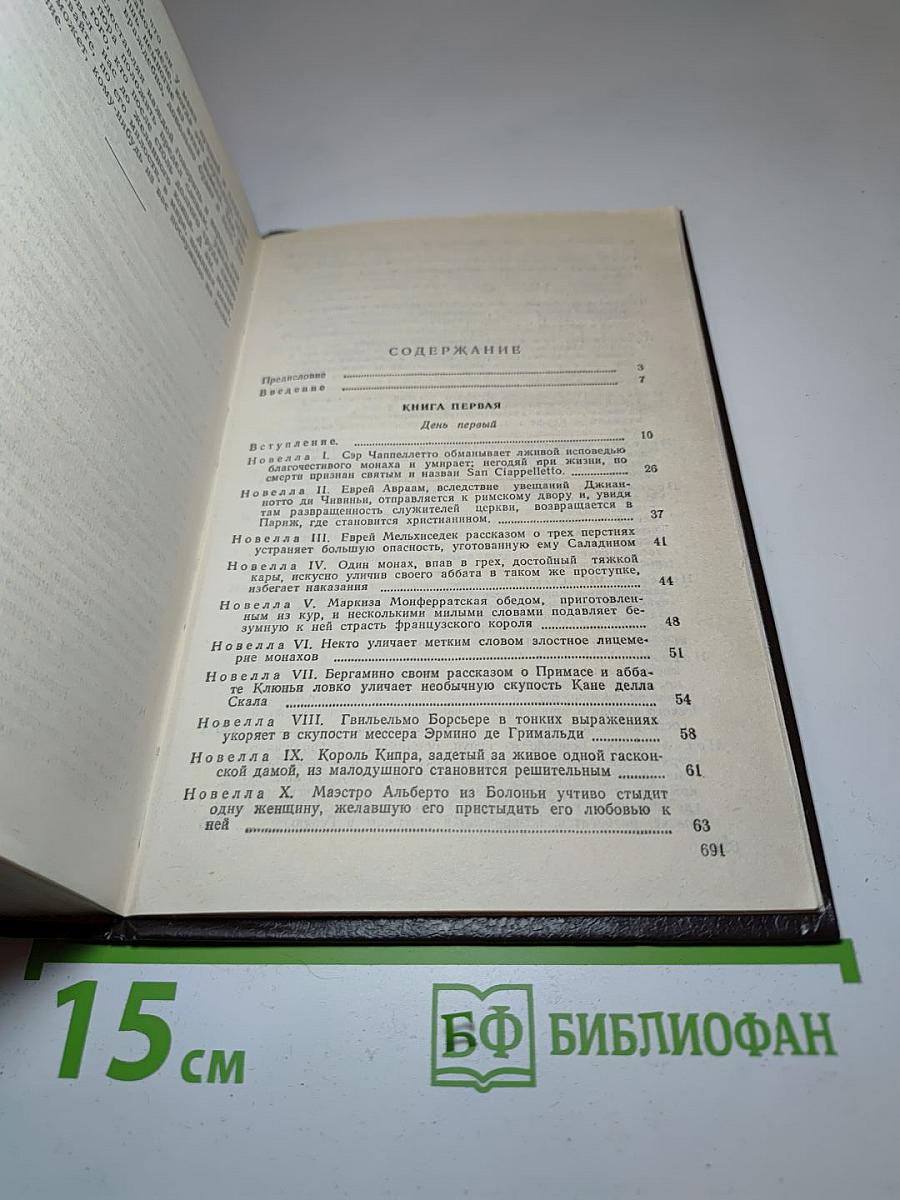 СОДЕРЖАНИЕ
Предисловие 3
Введение 7
КНИГА ПЕРВАЯ
День первый
Вступление. 10
Новелла I. Сэр Чаппеллетто обманывает лживой исповедью
благочестивого монаха и умирает; негодяй при жизни, по
смерти признан святым и назван San Ciappelletto. 26
Новелла II. Еврей Авраам, вследствие увещаний Джиан-
нотто ди Чивиньи, отправляется к римскому двору и, увидя
там развращенность служителей церкви, возвращается в
Париж, где становится христианином. 37
Новелла III. Еврей Мельхиседек рассказом о трех перстнях
устраняет большую опасность, уготованную ему Саладином 41
Новелла IV. Один монах, впав в грех, достойный тяжкой
кары, искусно уличив своего аббата в таком же проступке,
избегает наказания 44
Новелла V. Маркиза Монферратская обедом, приготовлен-
ным из кур, и несколькими милыми словами подавляет бе-
зумную к ней страсть французского короля 48
Новелла VI. Некто уличает метким словом злостное лицеме-
рие монахов 51
Новелла VII. Бергамино своим рассказом о Примасе и абба-
те Клюньи ловко уличает необычную скупость Кане делла
Скала 54
Новелла VIII. Гвильельмо Борсьере в тонких выражениях
укоряет в скупости мессера Эрмино де Гримальди 58
Новелла IX. Король Кипра, задетый за живое одной гаскон-
ской дамой, из малодушного становится решительным 61
Новелла X. Маэстро Альберто из Болоньи учтиво стыдит
одну женщину, желавшую его пристыдить его любовью к
ней 63
691
15 см
БФ БИБЛИОФАН